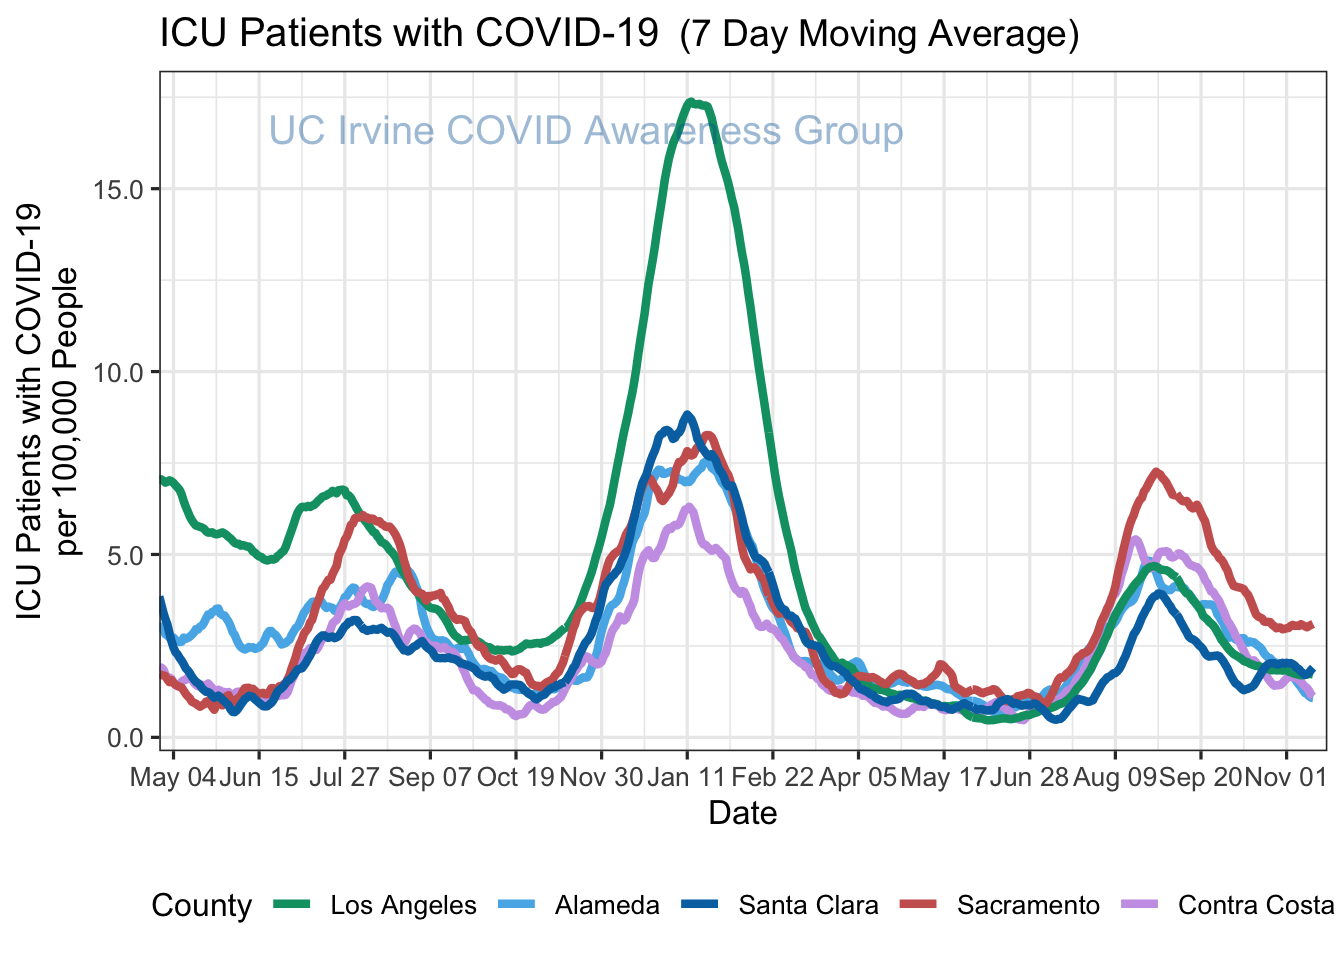 ICU Patients with COVID-19 (7 Day Moving Average)
UC Irvine COVID Awareness Group
ICU Patients with COVID-19
per 100,000 People
15.0
10.0
5.0
0.0
May 04 Jun 15 Jul 27 Sep 07 Oct 19 Nov 30 Jan 11 Feb 22 Apr 05 May 17 Jun 28 Aug 09 Sep 20 Nov 01
Date
County Los Angeles Alameda Santa Clara Sacramento Contra Costa